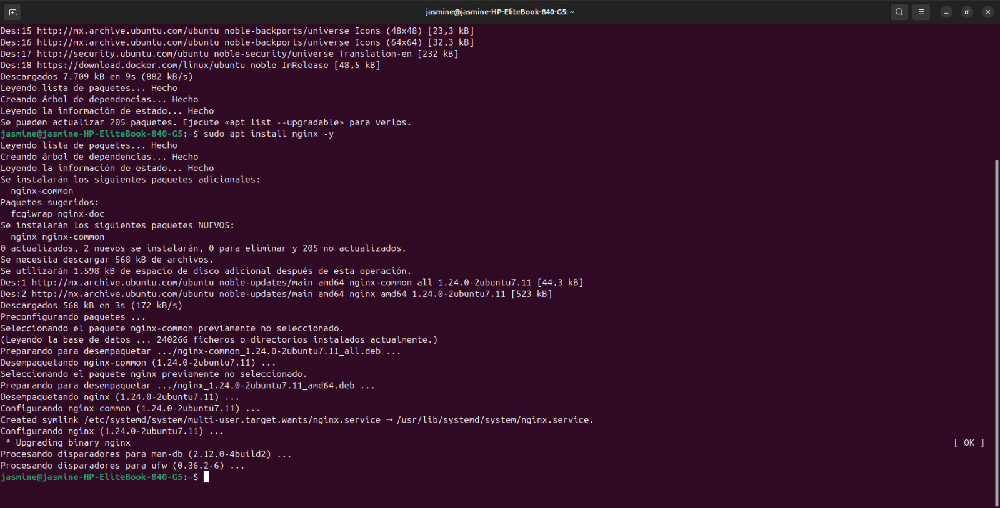 jasmine@jasmine-HP-EliteBook-840-G5: ~
Des:15 http://mx.archive.ubuntu.com/ubuntu noble-backports/universe Icons (48x48) [23,3 kB]
Des:16 http://mx.archive.ubuntu.com/ubuntu noble-backports/universe Icons (64x64) [32,3 kB]
Des:17 http://security.ubuntu.com/ubuntu noble-security/universe Translation-en [232 kB]
Des:18 https://download.docker.com/linux/ubuntu noble InRelease [48,5 kB]
Descargados 7.709 kB en 9s (882 kB/s)
Leyendo lista de paquetes... Hecho
Creando árbol de dependencias... Hecho
Leyendo la información de estado... Hecho
Se pueden actualizar 205 paquetes. Ejecute «apt list --upgradable» para verlos.
jasmine@jasmine-HP-EliteBook-840-G5:~$ sudo apt install nginx -y
Leyendo lista de paquetes... Hecho
Creando árbol de dependencias... Hecho
Leyendo la información de estado... Hecho
Se instalarán los siguientes paquetes adicionales:
  nginx-common
Paquetes sugeridos:
  fcgiwrap nginx-doc
Se instalarán los siguientes paquetes NUEVOS:
  nginx nginx-common
0 actualizados, 2 nuevos se instalarán, 0 para eliminar y 205 no actualizados.
Se necesita descargar 568 kB de archivos.
Se utilizarán 1.598 kB de espacio de disco adicional después de esta operación.
Des:1 http://mx.archive.ubuntu.com/ubuntu noble-updates/main amd64 nginx-common all 1.24.0-2ubuntu7.11 [44,3 kB]
Des:2 http://mx.archive.ubuntu.com/ubuntu noble-updates/main amd64 nginx amd64 1.24.0-2ubuntu7.11 [523 kB]
Descargados 568 kB en 3s (172 kB/s)
Preconfigurando paquetes ...
Seleccionando el paquete nginx-common previamente no seleccionado.
(Leyendo la base de datos ... 240266 ficheros o directorios instalados actualmente.)
Preparando para desempaquetar .../nginx-common_1.24.0-2ubuntu7.11_all.deb ...
Desempaquetando nginx-common (1.24.0-2ubuntu7.11) ...
Seleccionando el paquete nginx previamente no seleccionado.
Preparando para desempaquetar .../nginx_1.24.0-2ubuntu7.11_amd64.deb ...
Desempaquetando nginx (1.24.0-2ubuntu7.11) ...
Configurando nginx-common (1.24.0-2ubuntu7.11) ...
Created symlink /etc/systemd/system/multi-user.target.wants/nginx.service → /usr/lib/systemd/system/nginx.service.
Configurando nginx (1.24.0-2ubuntu7.11) ...
 * Upgrading binary nginx [ OK ]
Procesando disparadores para man-db (2.12.0-4build2) ...
Procesando disparadores para ufw (0.36.2-6) ...
jasmine@jasmine-HP-EliteBook-840-G5:~$